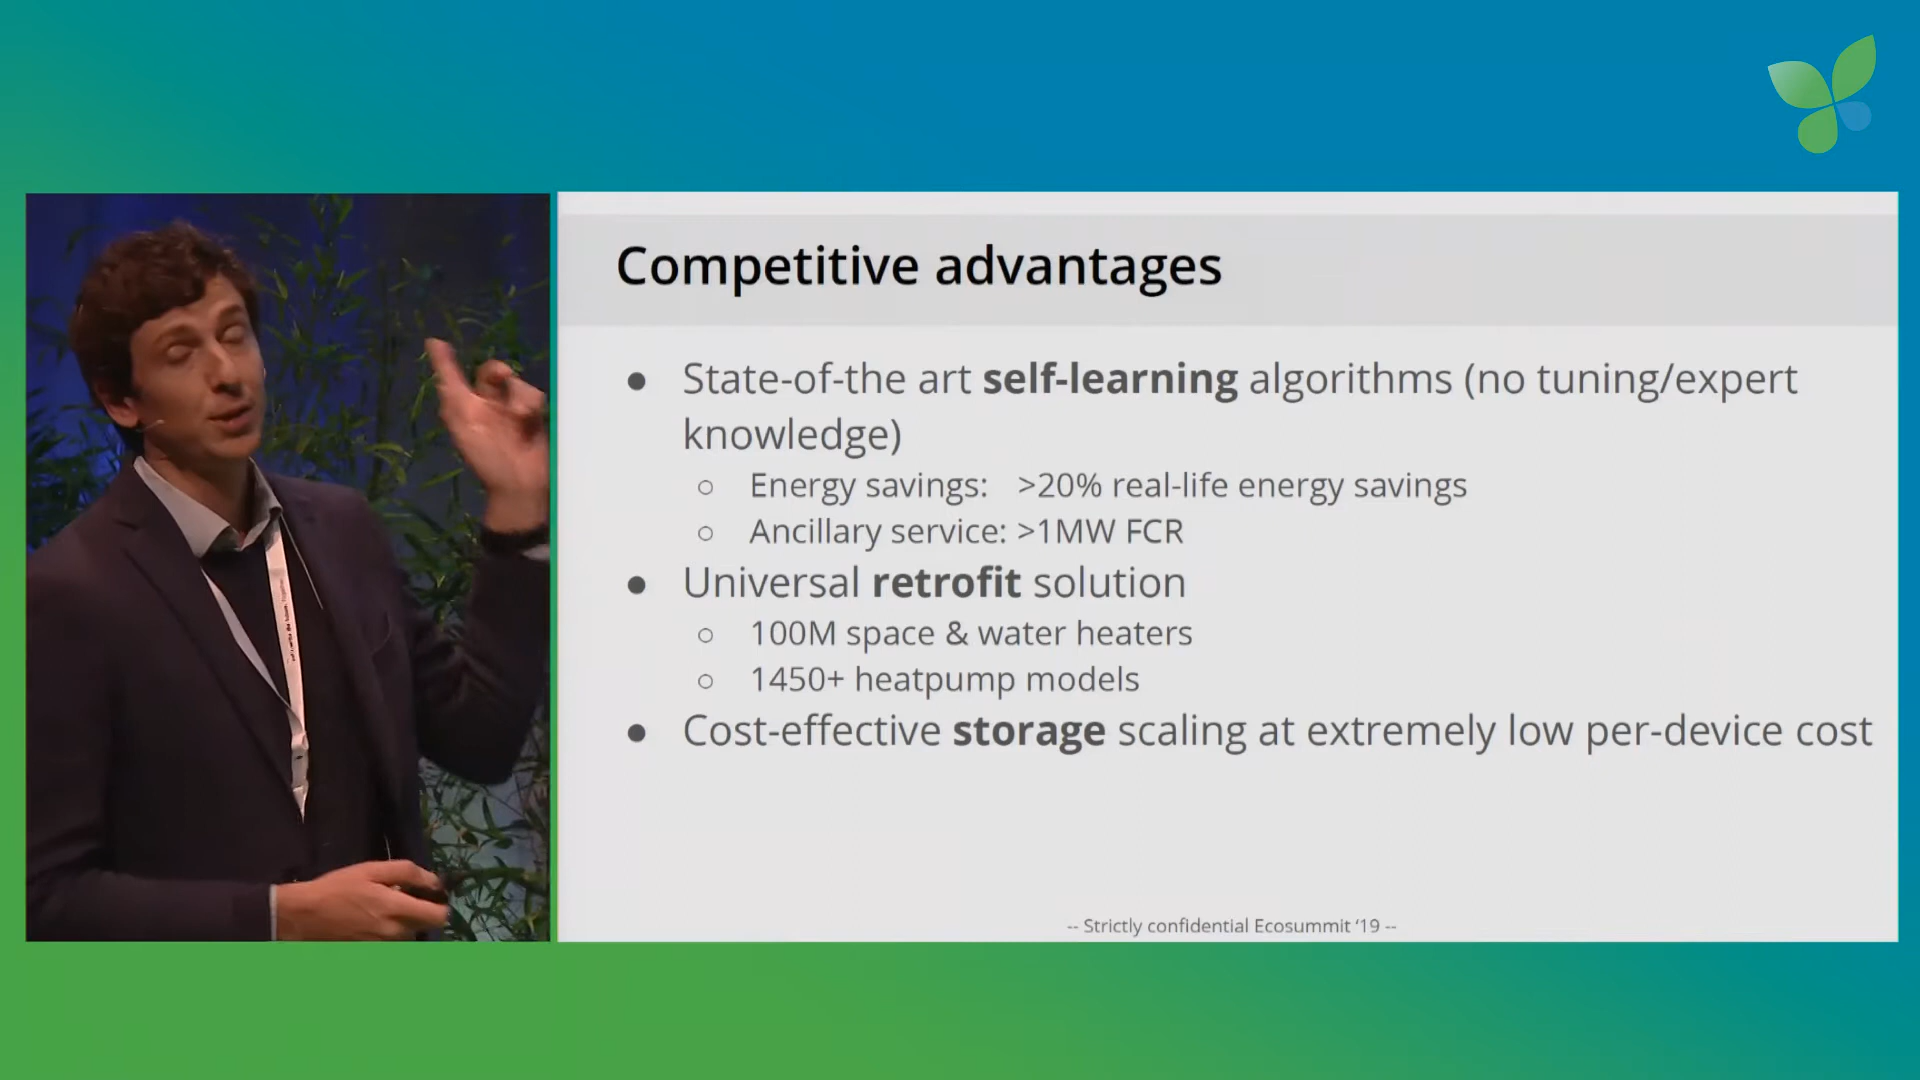 Competitive advantages
● State-of-the art self-learning algorithms (no tuning/expert
knowledge)
○ Energy savings: >20% real-life energy savings
○ Ancillary service: >1MW FCR
● Universal retrofit solution
○ 100M space & water heaters
○ 1450+ heatpump models
● Cost-effective storage scaling at extremely low per-device cost
-- Strictly confidential Ecosummit ‘19 --